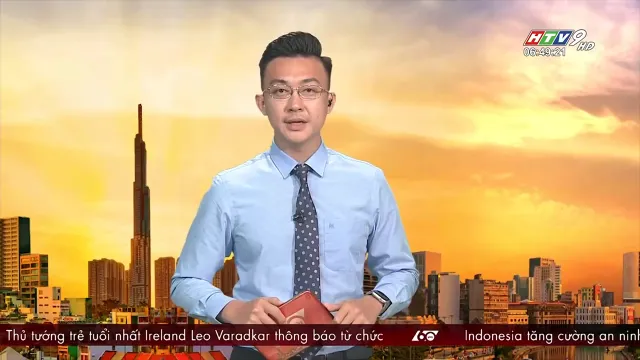 HTV9 HD
06:49:21
Thủ tướng trẻ tuổi nhất Ireland Leo Varadkar thông báo từ chức 60 Indonesia tăng cường an ninh